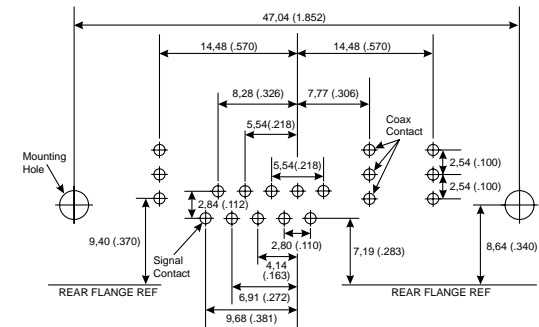 47,04 (1.852)
14,48 (.570)
14,48 (.570)
8,28 (.326)
7,77 (.306)
5,54(.218)
Coax
Contact
Mounting
Hole
5,54(.218)
2,54 (.100)
2,54 (.100)
2,84 (.112)
9,40 (.370)
Signal
Contact
2,80 (.110)
7,19 (.283)
8,64 (.340)
4,14
(.163)
REAR FLANGE REF
6,91 (.272)
REAR FLANGE REF
9,68 (.381)